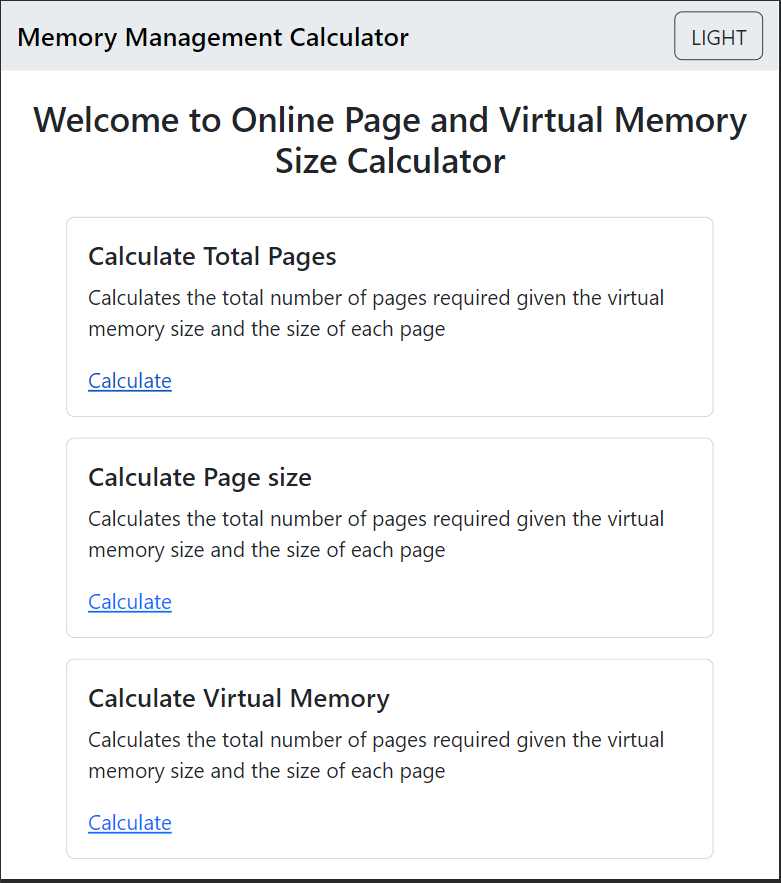 Memory Management Calculator
LIGHT
Welcome to Online Page and Virtual Memory
Size Calculator
Calculate Total Pages
Calculates the total number of pages required given the virtual
memory size and the size of each page
Calculate
Calculate Page size
Calculates the total number of pages required given the virtual
memory size and the size of each page
Calculate
Calculate Virtual Memory
Calculates the total number of pages required given the virtual
memory size and the size of each page
Calculate